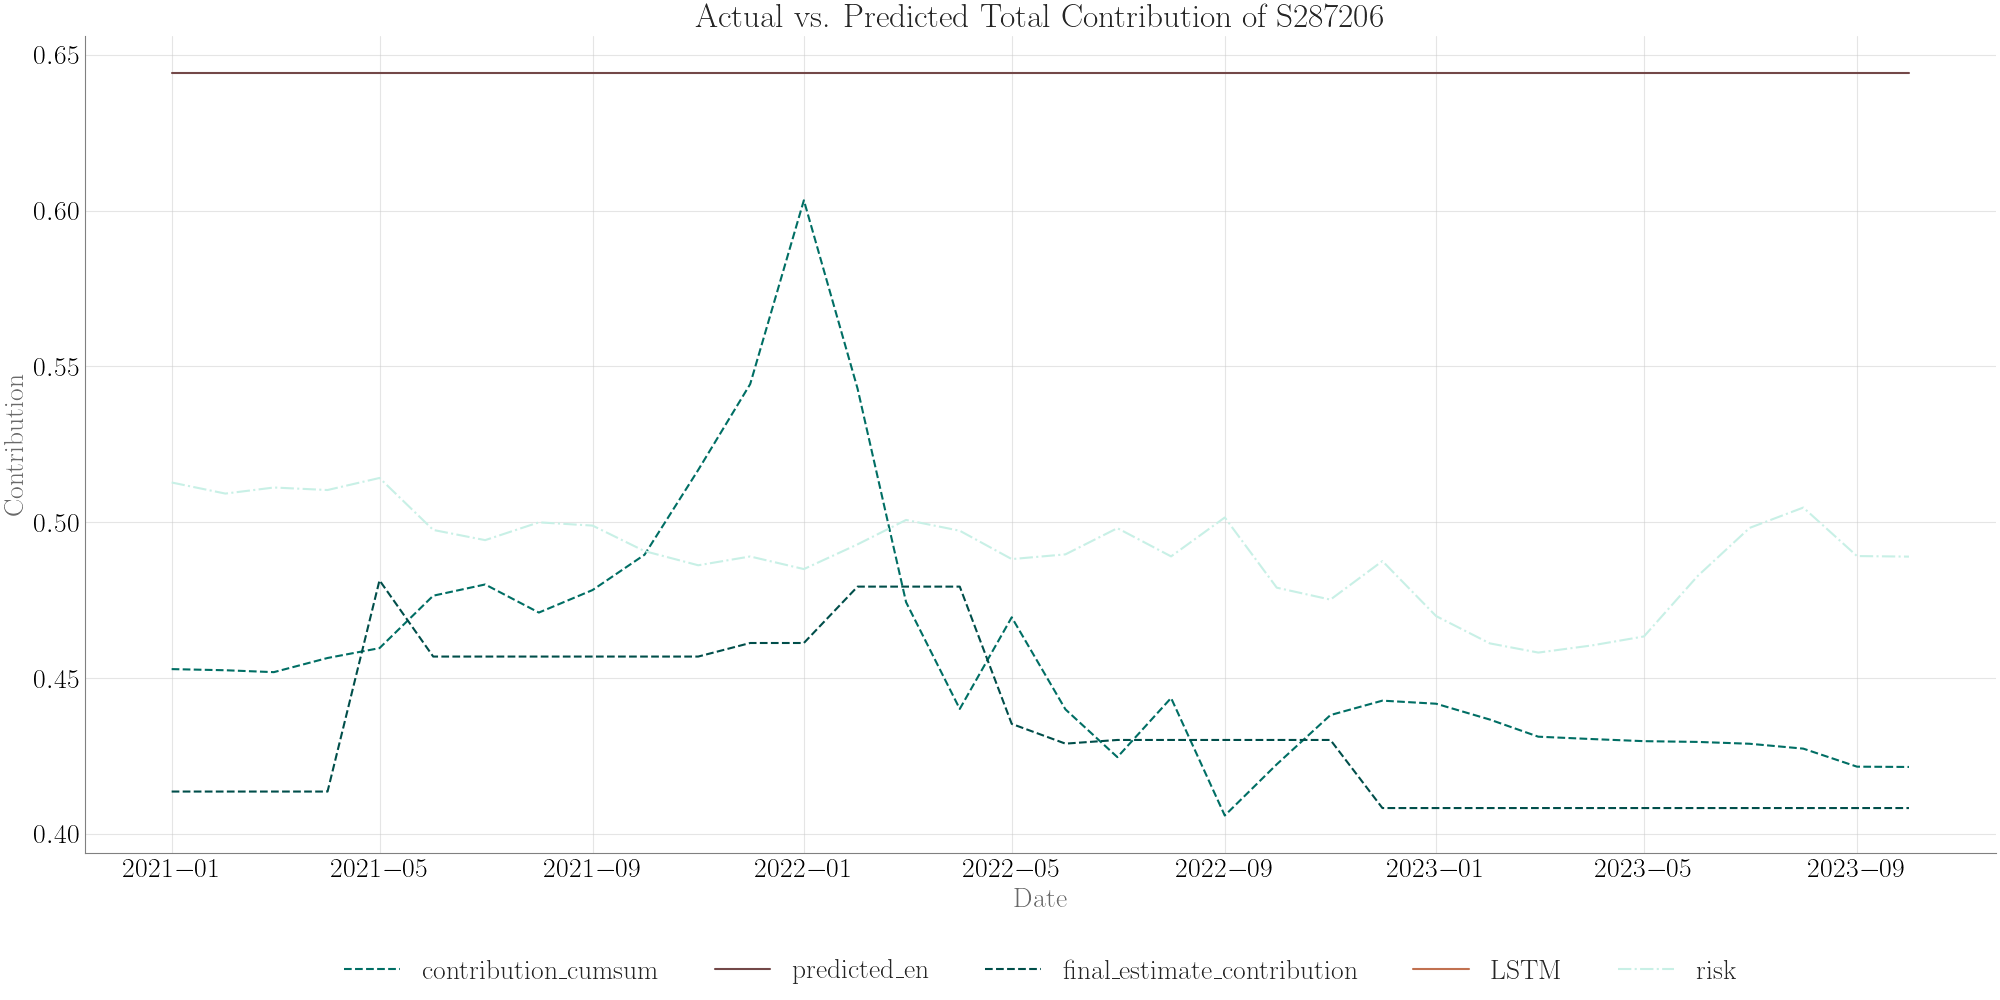 Actual vs. Predicted Total Contribution of S287206
0.65
0.60
0.55
0.50
0.45
0.40
Contribution
2021−01 2021−05 2021−09 2022−01 2022−05 2022−09 2023−01 2023−05 2023−09
Date
contribution_cumsum predicted_en final_estimate_contribution LSTM risk